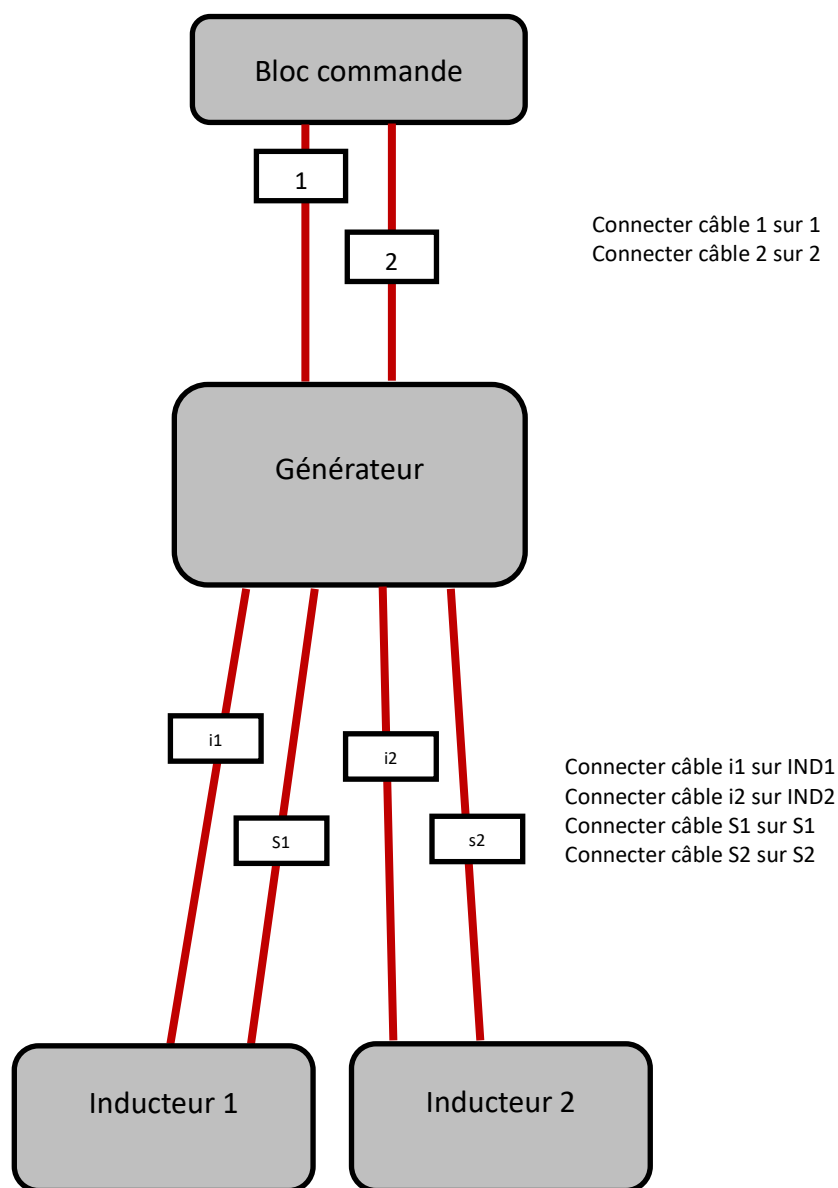 Bloc commande
1
2
Connecter câble 1 sur 1
Connecter câble 2 sur 2
Générateur
i1
i2
S1
s2
Connecter câble i1 sur IND1
Connecter câble i2 sur IND2
Connecter câble S1 sur S1
Connecter câble S2 sur S2
Inducteur 1
Inducteur 2